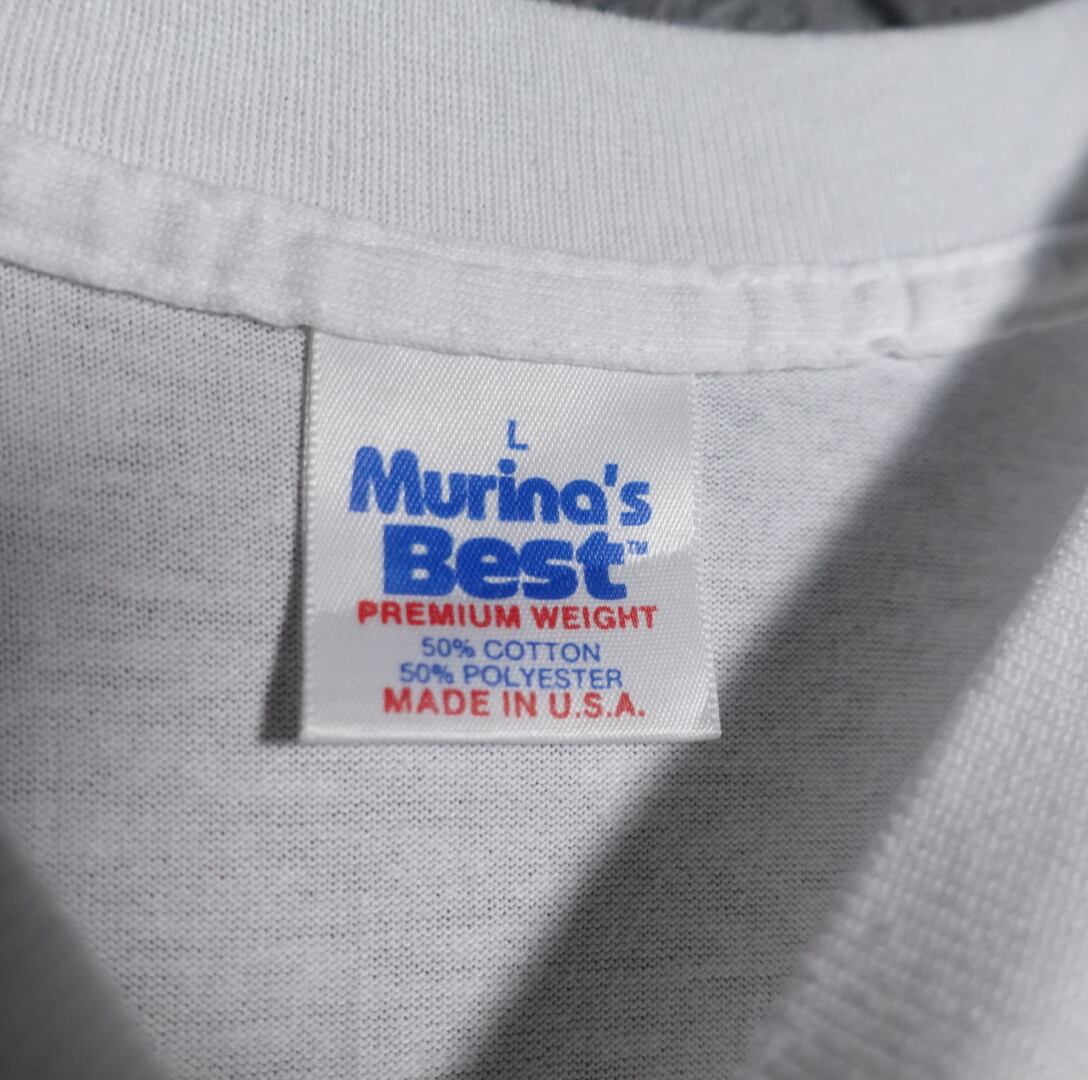 L
Murina's
Best™
PREMIUM WEIGHT
50% COTTON
50% POLYESTER
MADE IN U.S.A.